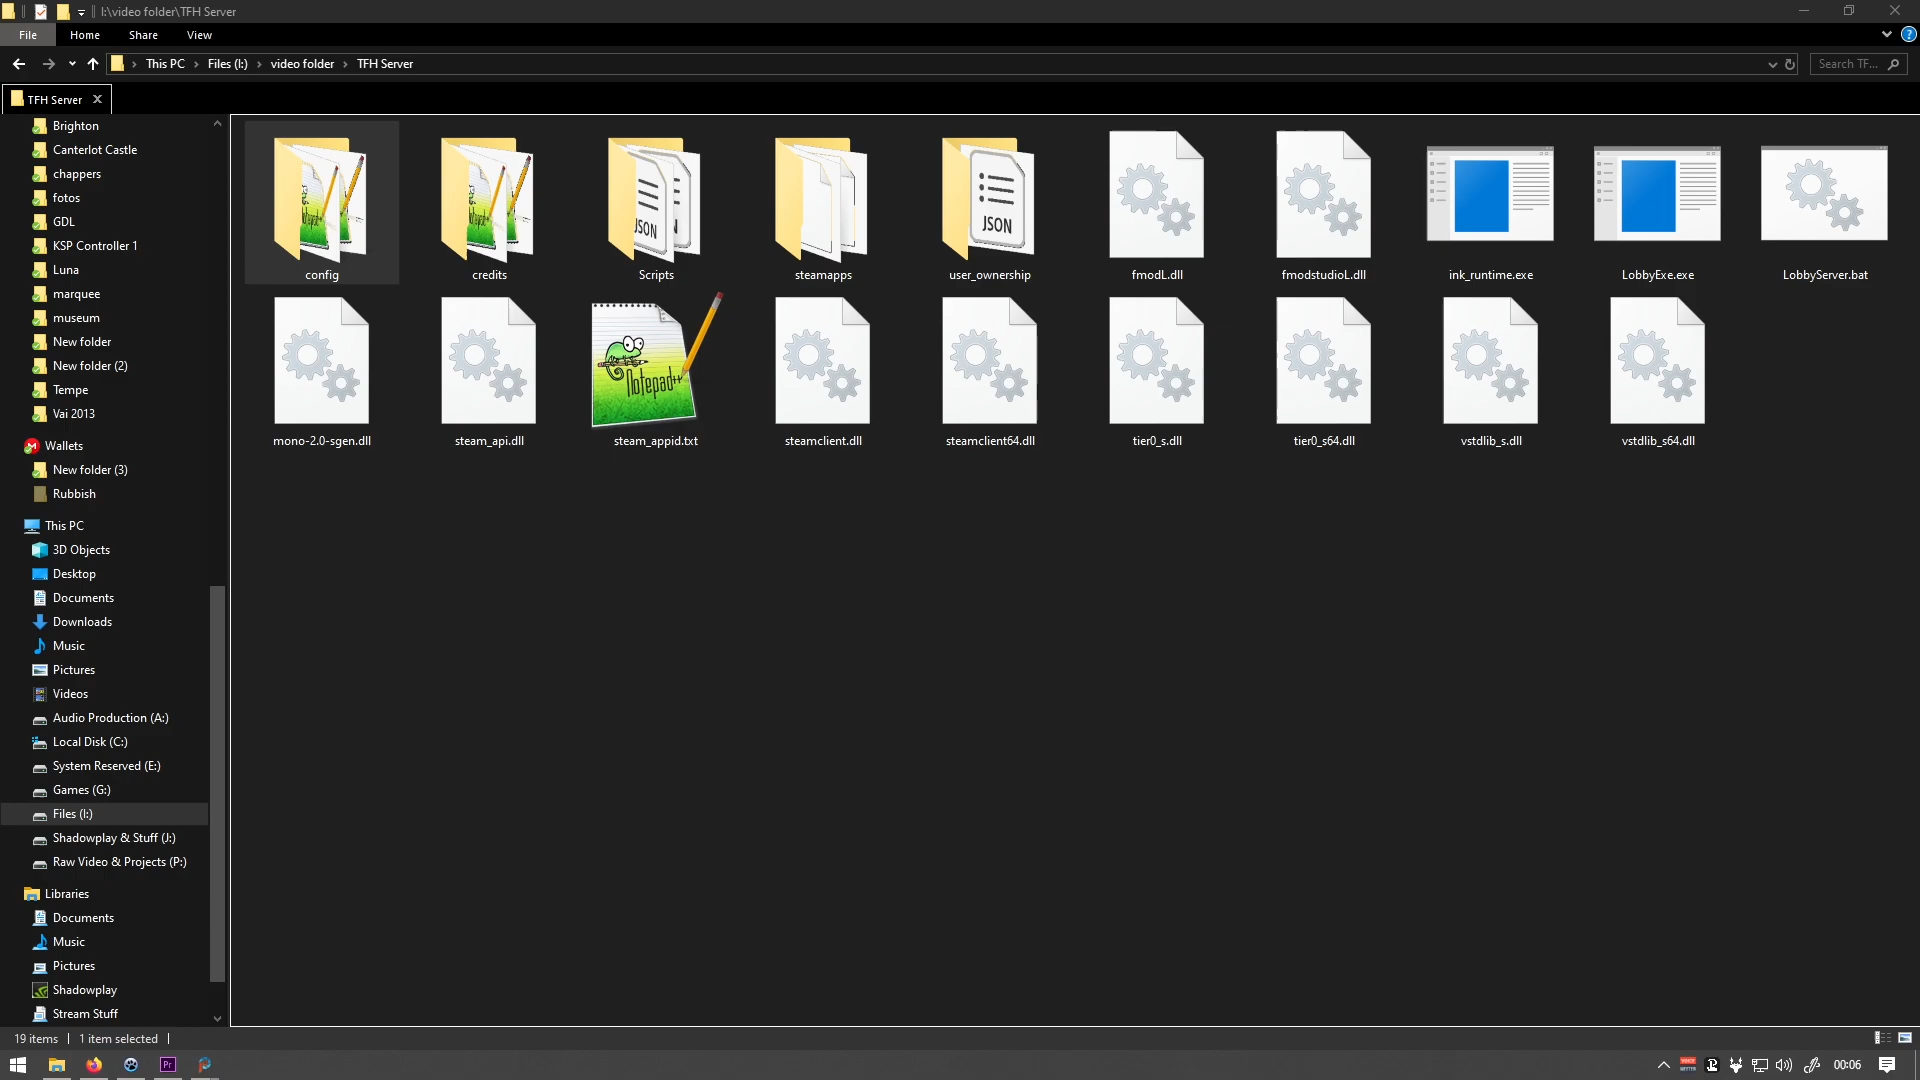 I:\video folder\TFH Server
File Home Share View
This PC Files (I:) video folder TFH Server
Search TF...
TFH Server
Brighton
Canterlot Castle
chappers
fotos
GDL
KSP Controller 1
Luna
marquee
museum
New folder
New folder (2)
Tempe
Vai 2013
Wallets
New folder (3)
Rubbish
This PC
3D Objects
Desktop
Documents
Downloads
Music
Pictures
Videos
Audio Production (A:)
Local Disk (C:)
System Reserved (E:)
Games (G:)
Files (I:)
Shadowplay & Stuff (J:)
Raw Video & Projects (P:)
Libraries
Documents
Music
Pictures
Shadowplay
Stream Stuff
JSON
JSON
config credits Scripts steamapps user_ownership fmodL.dll fmodstudioL.dll ink_runtime.exe LobbyExe.exe LobbyServer.bat
Notepad++
mono-2.0-sgen.dll steam_api.dll steam_appid.txt steamclient.dll steamclient64.dll tier0_s.dll tier0_s64.dll vstdlib_s.dll vstdlib_s64.dll
19 items 1 item selected
Pr
00:06